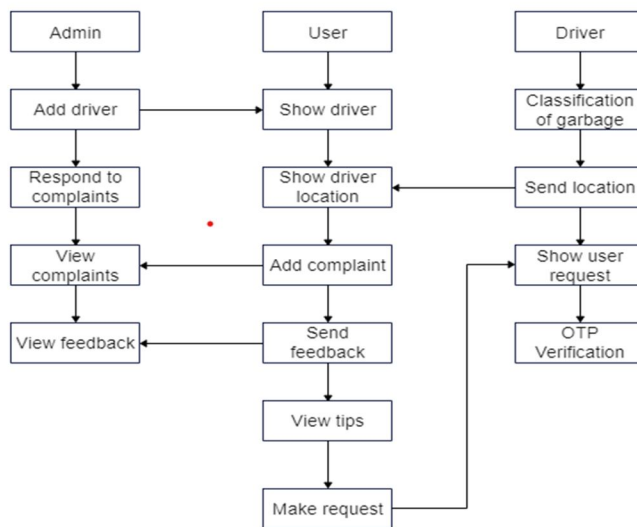 Admin
User
Driver
Add driver
Show driver
Classification
of garbage
Respond to
complaints
Show driver
location
Send location
View
complaints
Add complaint
Show user
request
View feedback
Send
feedback
OTP
Verification
View tips
Make request